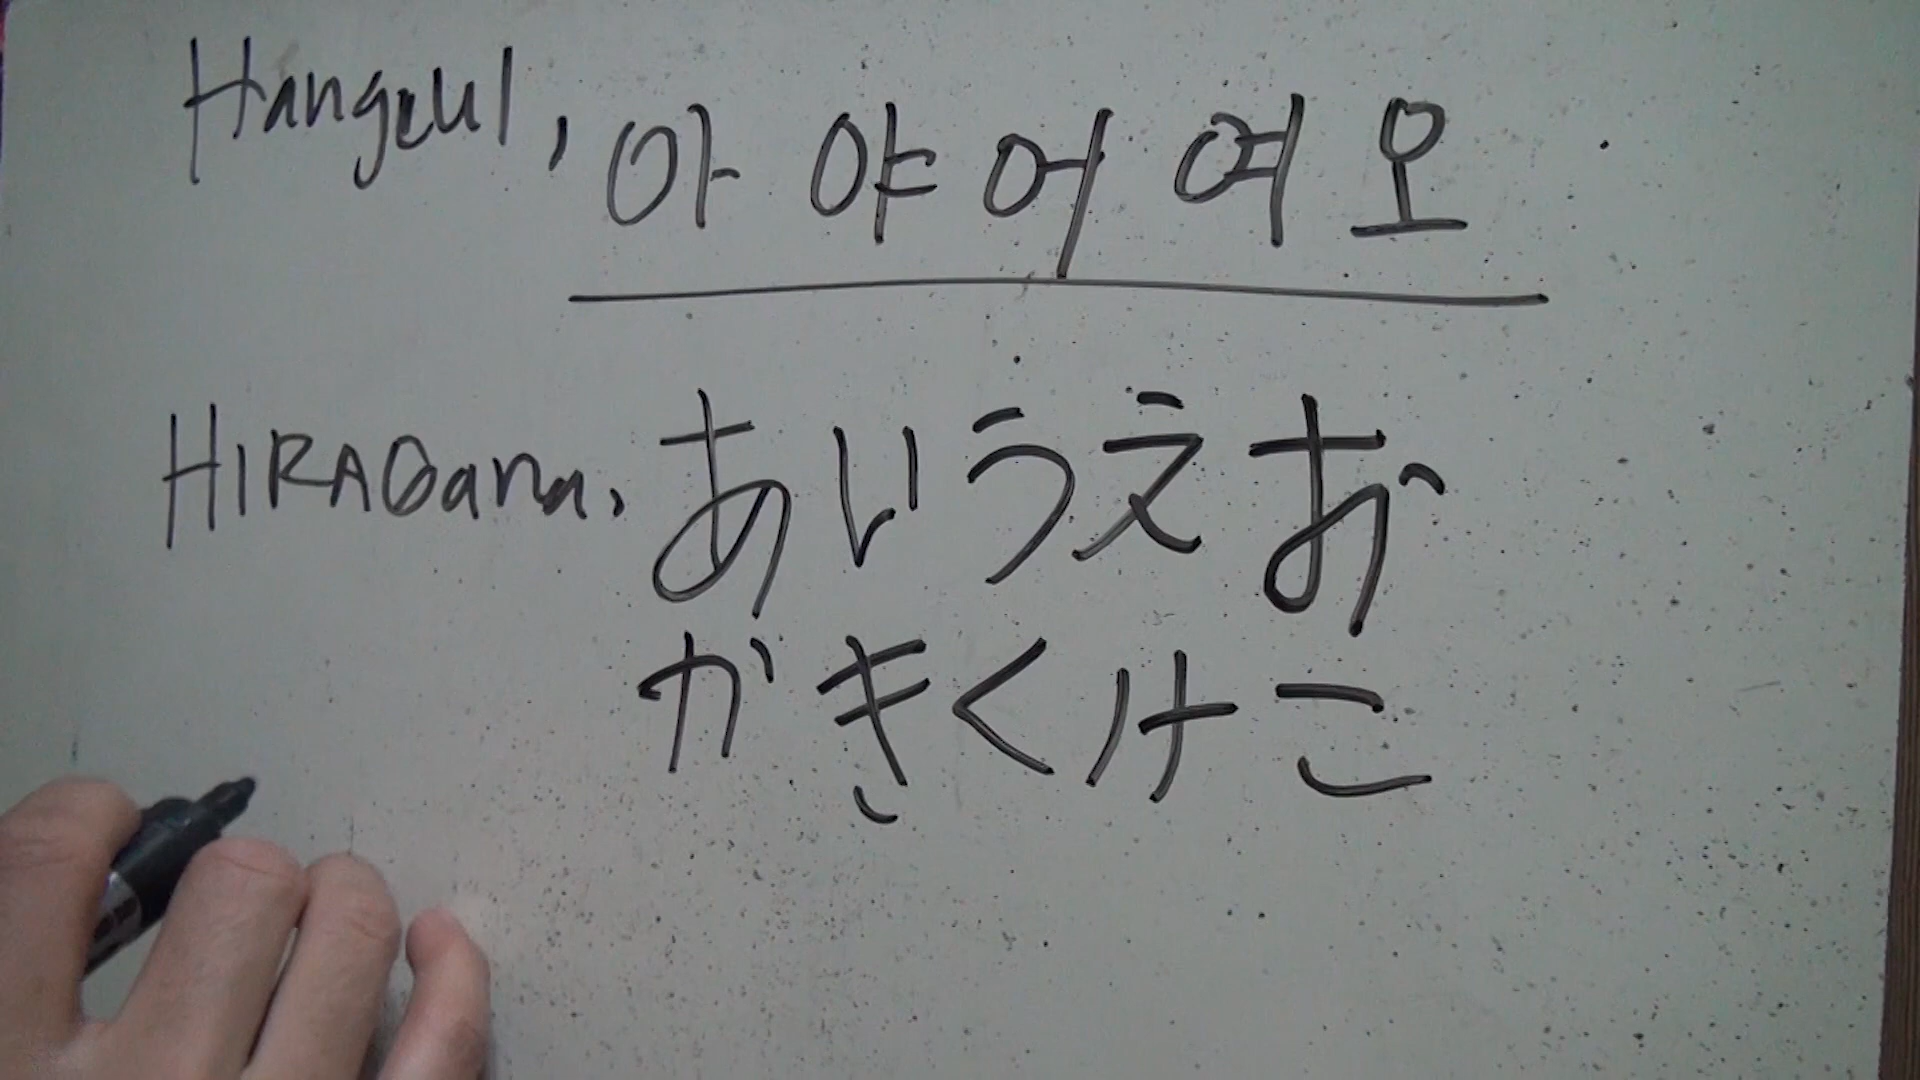 Hangeul, 아 야 어 여 오
HIRAGana, あ い う え お
か き く け こ